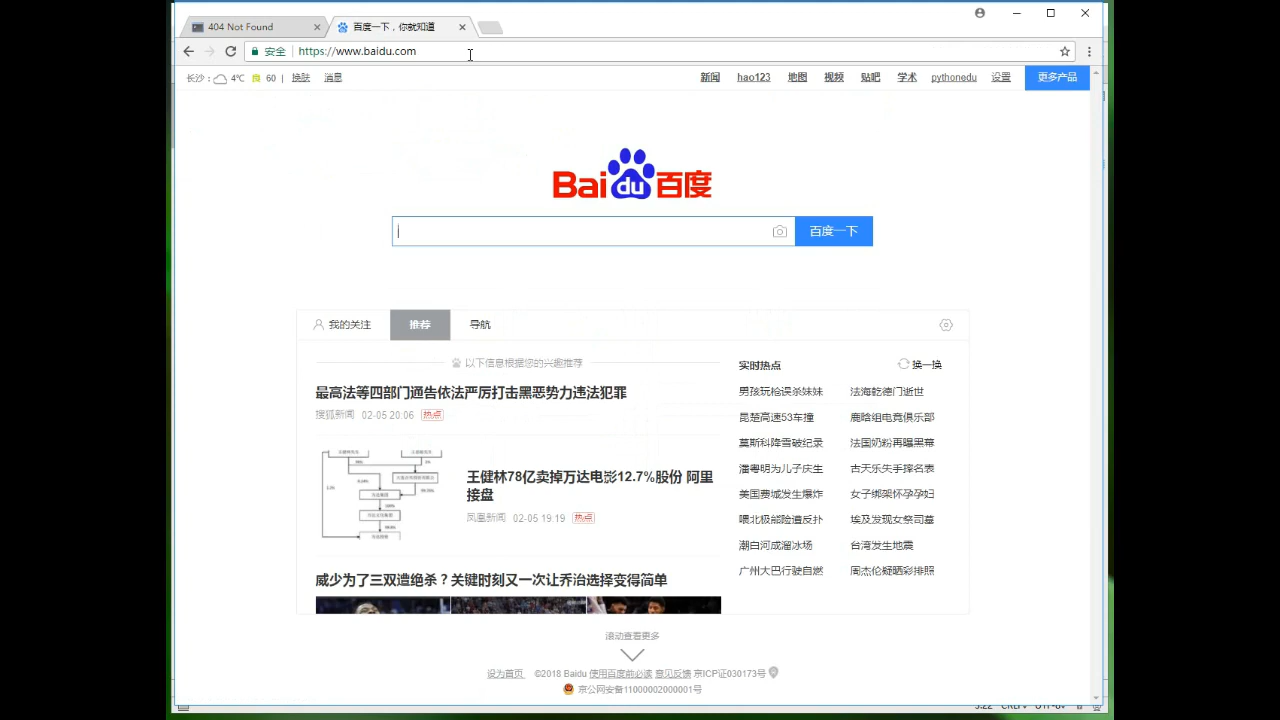 404 Not Found
百度一下，你就知道
安全 https://www.baidu.com
长沙： 4℃ 良 60 | 换肤 消息
新闻 hao123 地图 视频 贴吧 学术 pythonedu 设置 更多产品
Baidu百度
百度一下
我的关注 推荐 导航
以下信息根据您的兴趣推荐
最高法等四部门通告依法严厉打击黑恶势力违法犯罪
搜狐新闻 02-05 20:06 热点
王健林78亿卖掉万达电影12.7%股份 阿里
接盘
凤凰新闻 02-05 19:19 热点
威少为了三双遭绝杀？关键时刻又一次让乔治选择变得简单
实时热点 换一换
男孩玩枪误杀妹妹 法海乾德门逝世
昆楚高速53车撞 鹿晗组电竞俱乐部
莫斯科降雪破纪录 法国奶粉再曝黑幕
潘粤明为儿子庆生 古天乐失手摔名表
美国费城发生爆炸 女子绑架怀孕孕妇
喂北极熊险遭反扑 埃及发现女祭司墓
潮白河成溜冰场 台湾发生地震
广州大巴行驶自燃 周杰伦疑晒彩排照
滚动查看更多
设为首页 ©2018 Baidu 使用百度前必读 意见反馈 京ICP证030173号
京公网安备11000002000001号